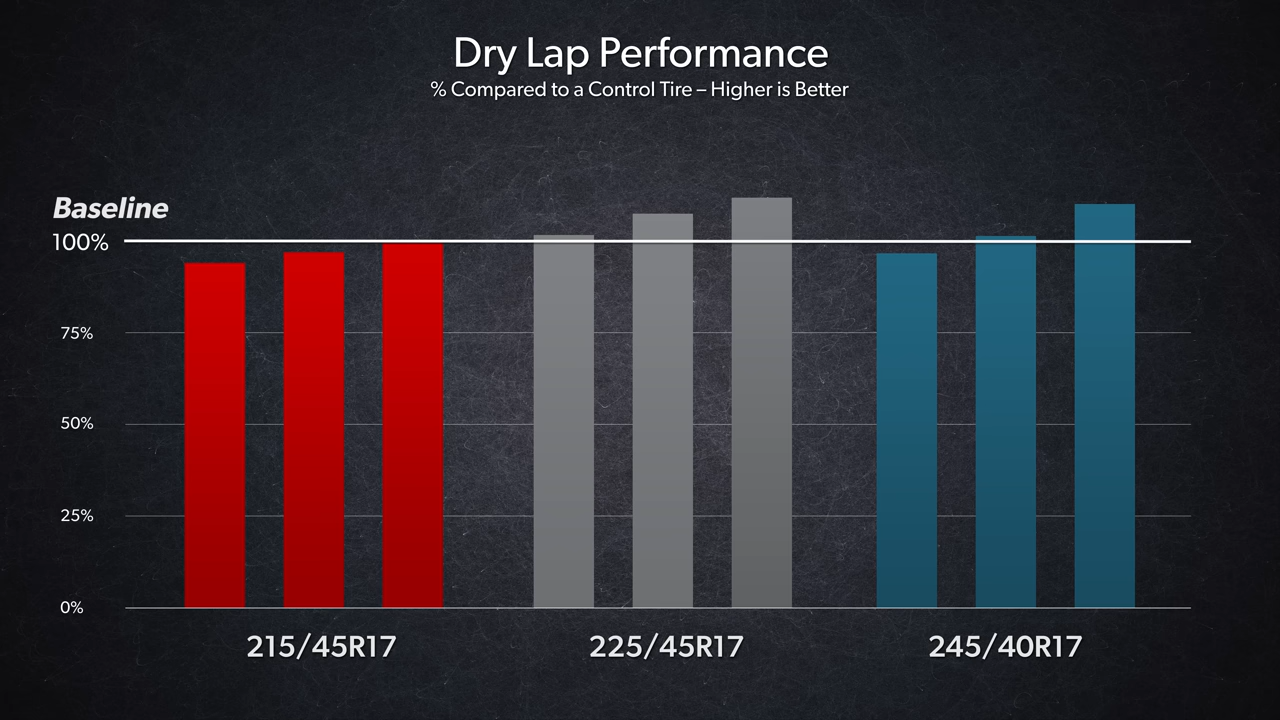 Dry Lap Performance
% Compared to a Control Tire – Higher is Better
Baseline
100%
75%
50%
25%
0%
215/45R17
225/45R17
245/40R17